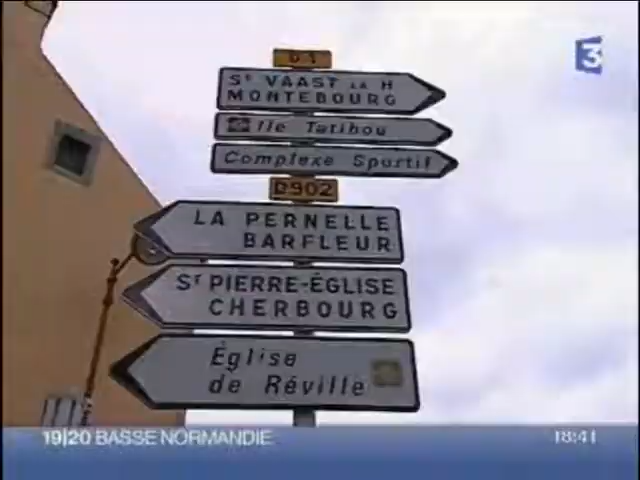 3
D1
Sᵗ VAAST LA H
MONTEBOURG
Ile Tatihou
Complexe Sportif
D902
LA PERNELLE
BARFLEUR
Sᵗ PIERRE-ÉGLISE
CHERBOURG
Église
de Réville
19|20 BASSE NORMANDIE
18:41